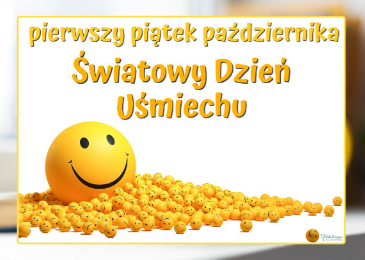 pierwszy piątek października
Światowy Dzień
Uśmiechu